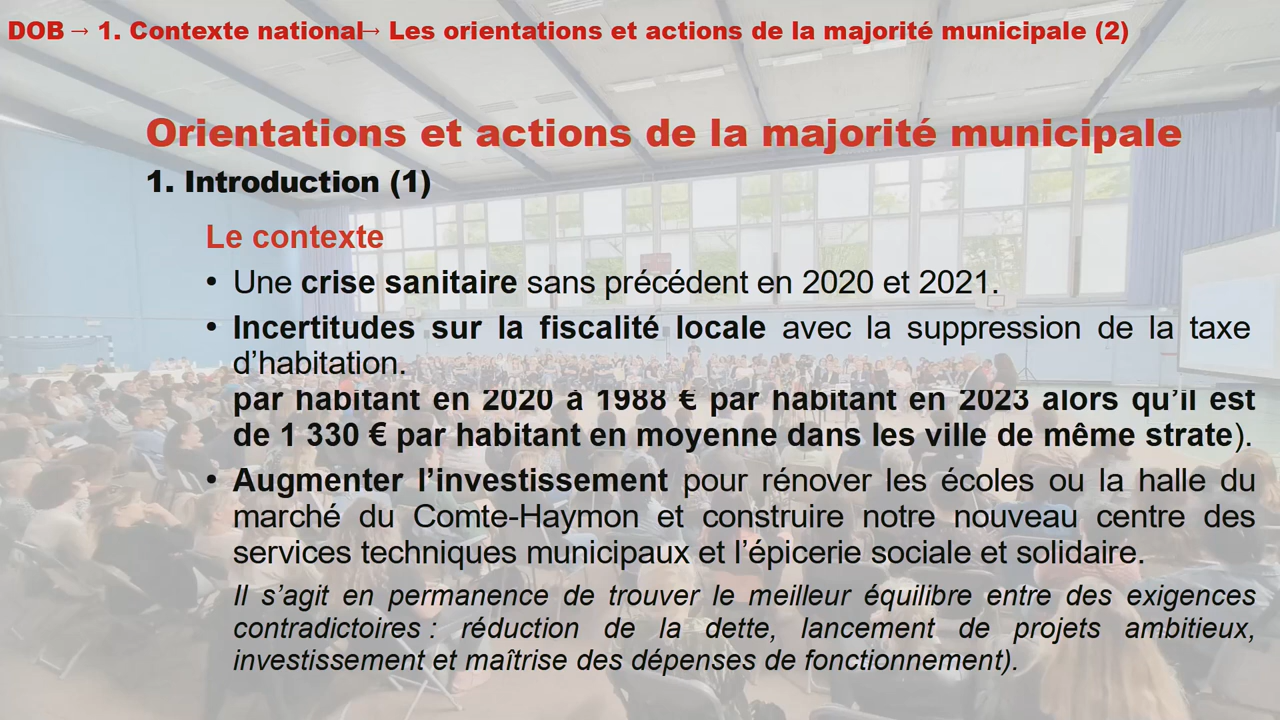 DOB → 1. Contexte national→ Les orientations et actions de la majorité municipale (2)
Orientations et actions de la majorité municipale
1. Introduction (1)
Le contexte
• Une crise sanitaire sans précédent en 2020 et 2021.
• Incertitudes sur la fiscalité locale avec la suppression de la taxe
d’habitation.
par habitant en 2020 à 1988 € par habitant en 2023 alors qu’il est
de 1 330 € par habitant en moyenne dans les ville de même strate).
• Augmenter l’investissement pour rénover les écoles ou la halle du
marché du Comte-Haymon et construire notre nouveau centre des
services techniques municipaux et l’épicerie sociale et solidaire.
Il s’agit en permanence de trouver le meilleur équilibre entre des exigences
contradictoires : réduction de la dette, lancement de projets ambitieux,
investissement et maîtrise des dépenses de fonctionnement).